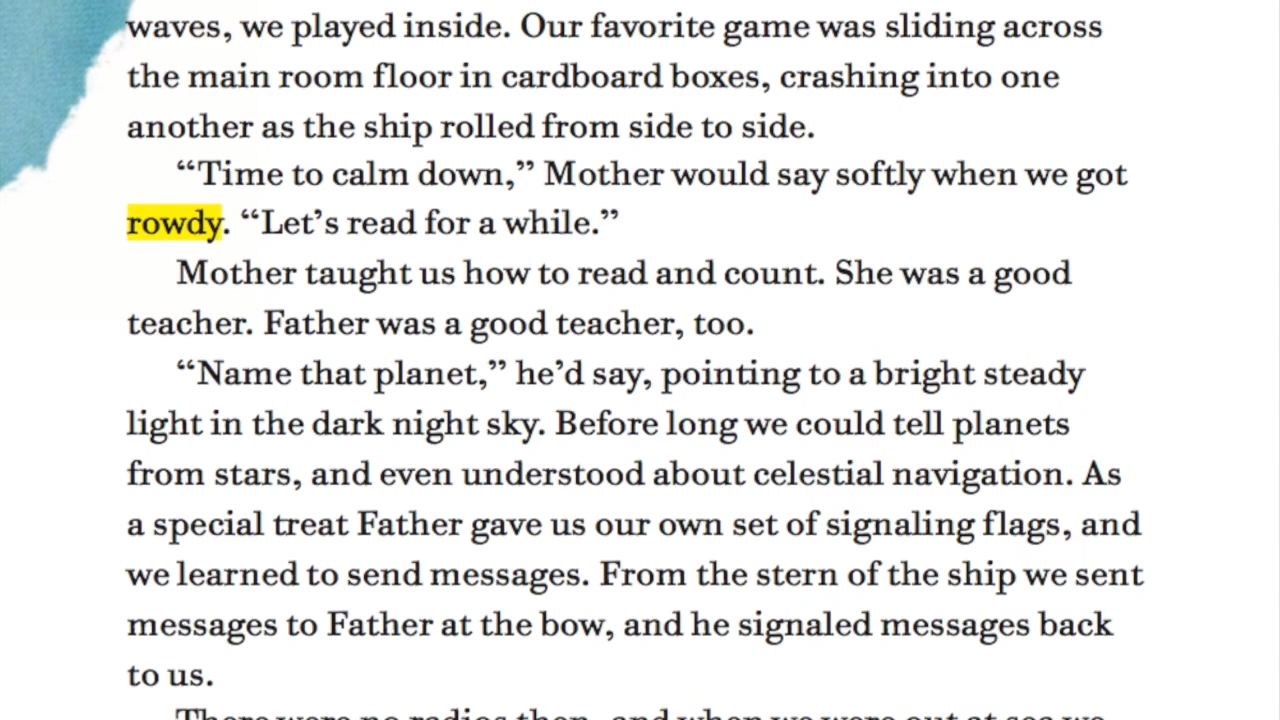 waves, we played inside. Our favorite game was sliding across
the main room floor in cardboard boxes, crashing into one
another as the ship rolled from side to side.
“Time to calm down,” Mother would say softly when we got
rowdy. “Let’s read for a while.”
Mother taught us how to read and count. She was a good
teacher. Father was a good teacher, too.
“Name that planet,” he’d say, pointing to a bright steady
light in the dark night sky. Before long we could tell planets
from stars, and even understood about celestial navigation. As
a special treat Father gave us our own set of signaling flags, and
we learned to send messages. From the stern of the ship we sent
messages to Father at the bow, and he signaled messages back
to us.
There were no radios then, and when we were out at sea we